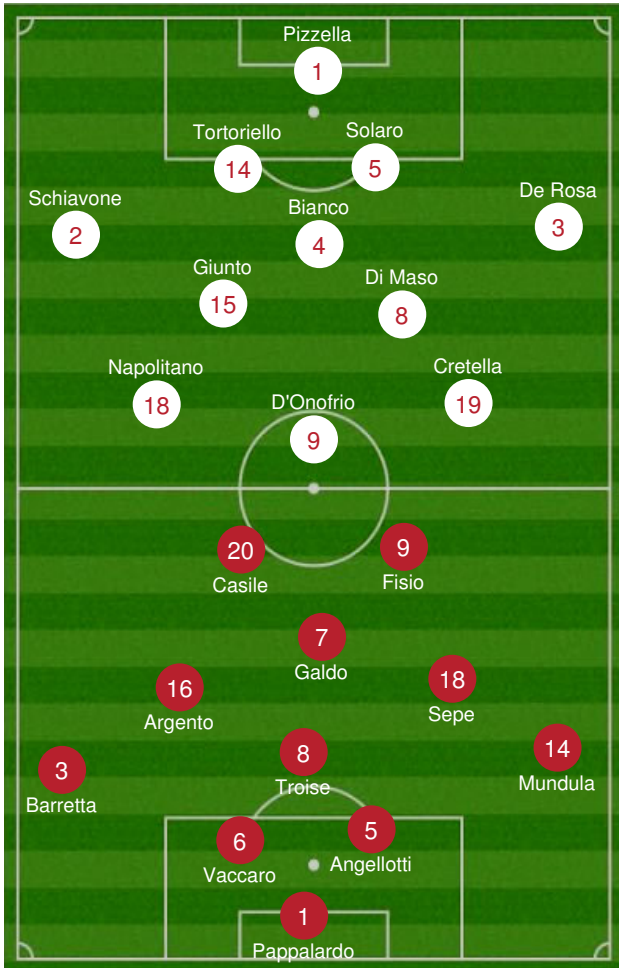 Pizzella
1
Tortoriello
14
Solaro
5
Schiavone
2
De Rosa
3
Bianco
4
Giunto
15
Di Maso
8
Napolitano
18
Cretella
19
D'Onofrio
9
20
Casile
9
Fisio
7
Galdo
16
Argento
18
Sepe
8
Troise
14
Mundula
3
Barretta
6
Vaccaro
5
Angellotti
1
Pappalardo